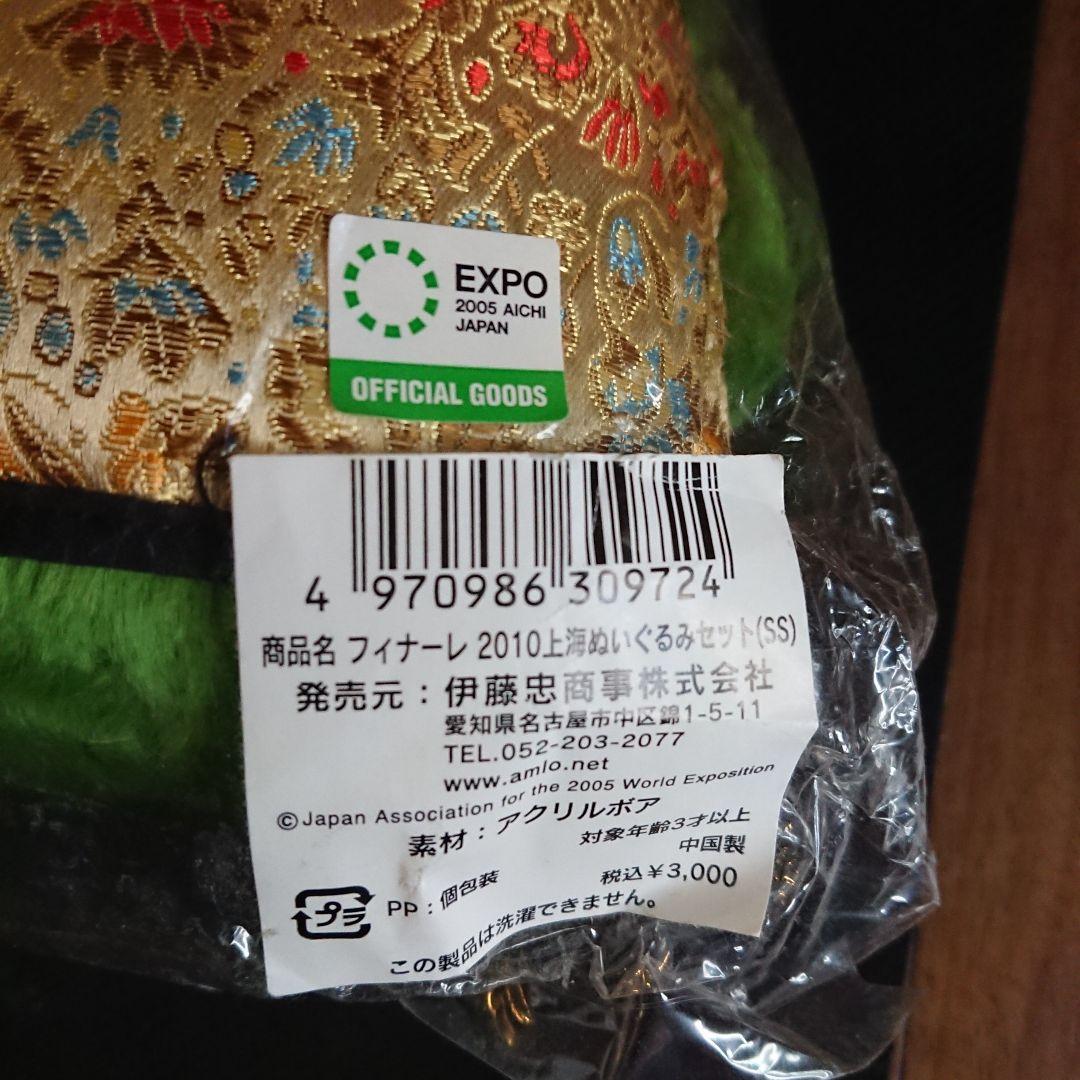 EXPO
2005 AICHI
JAPAN
OFFICIAL GOODS
4 970986 309724
商品名 フィナーレ 2010上海ぬいぐるみセット(SS)
発売元：伊藤忠商事株式会社
愛知県名古屋市中区錦1-5-11
TEL.052-203-2077
www.amlo.net
©Japan Association for the 2005 World Exposition
素材：アクリルボア
対象年齢3才以上
中国製
プラ PP：個包装
税込¥3,000
この製品は洗濯できません。